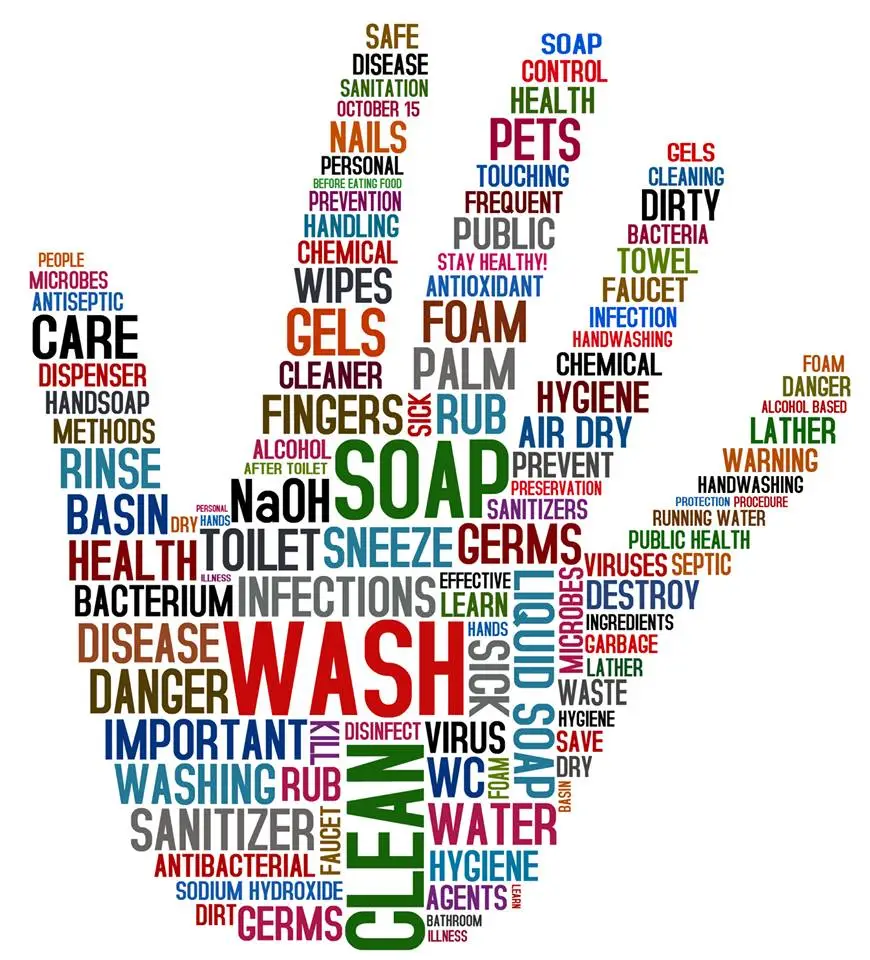 SAFE
DISEASE
SANITATION
OCTOBER 15
NAILS
PERSONAL
BEFORE EATING FOOD
PREVENTION
HANDLING
CHEMICAL
WIPES
GELS
CLEANER
FINGERS
SICK
ALCOHOL
AFTER TOILET
SOAP
CONTROL
HEALTH
PETS
TOUCHING
FREQUENT
PUBLIC
STAY HEALTHY!
ANTIOXIDANT
FOAM
PALM
RUB
GELS
CLEANING
DIRTY
BACTERIA
TOWEL
FAUCET
INFECTION
HANDWASHING
CHEMICAL
HYGIENE
AIR DRY
PREVENT
PRESERVATION
SANITIZERS
FOAM
DANGER
ALCOHOL BASED
LATHER
WARNING
HANDWASHING
PROTECTION PROCEDURE
RUNNING WATER
PUBLIC HEALTH
VIRUSES SEPTIC
DESTROY
INGREDIENTS
GARBAGE
LATHER
WASTE
HYGIENE
SAVE
DRY
BASIN
PEOPLE
MICROBES
ANTISEPTIC
CARE
DISPENSER
HANDSOAP
METHODS
RINSE
BASIN
DRY
PERSONAL
HANDS
NaOH
SOAP
HEALTH
TOILET
SNEEZE
GERMS
ILLNESS
BACTERIUM
INFECTIONS
EFFECTIVE
LEARN
LIQUID SOAP
MICROBES
DISEASE
WASH
HANDS
SICK
DANGER
IMPORTANT
KILL
DISINFECT
VIRUS
WASHING
RUB
CLEAN
WC
FOAM
SANITIZER
FAUCET
WATER
ANTIBACTERIAL
HYGIENE
SODIUM HYDROXIDE
AGENTS
LEARN
DIRT
GERMS
BATHROOM
ILLNESS